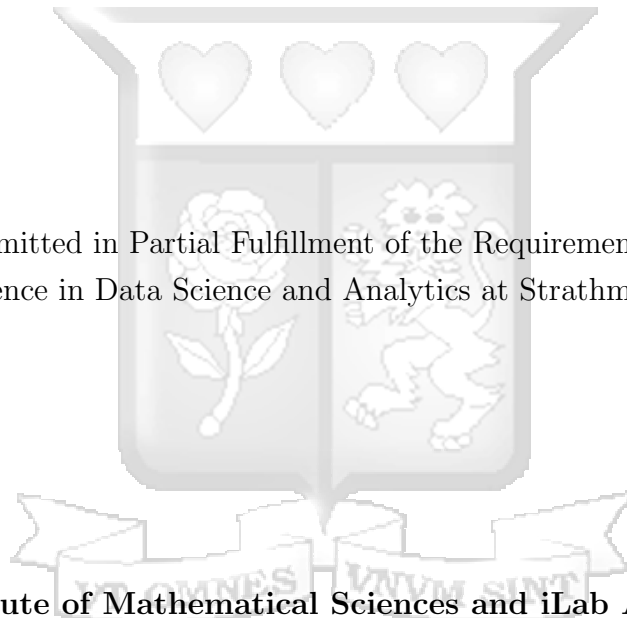 mitted in Partial Fulfillment of the Requiremen
ence in Data Science and Analytics at Strathm
UT OMNES VNVM SINT
ute of Mathematical Sciences and iLab A